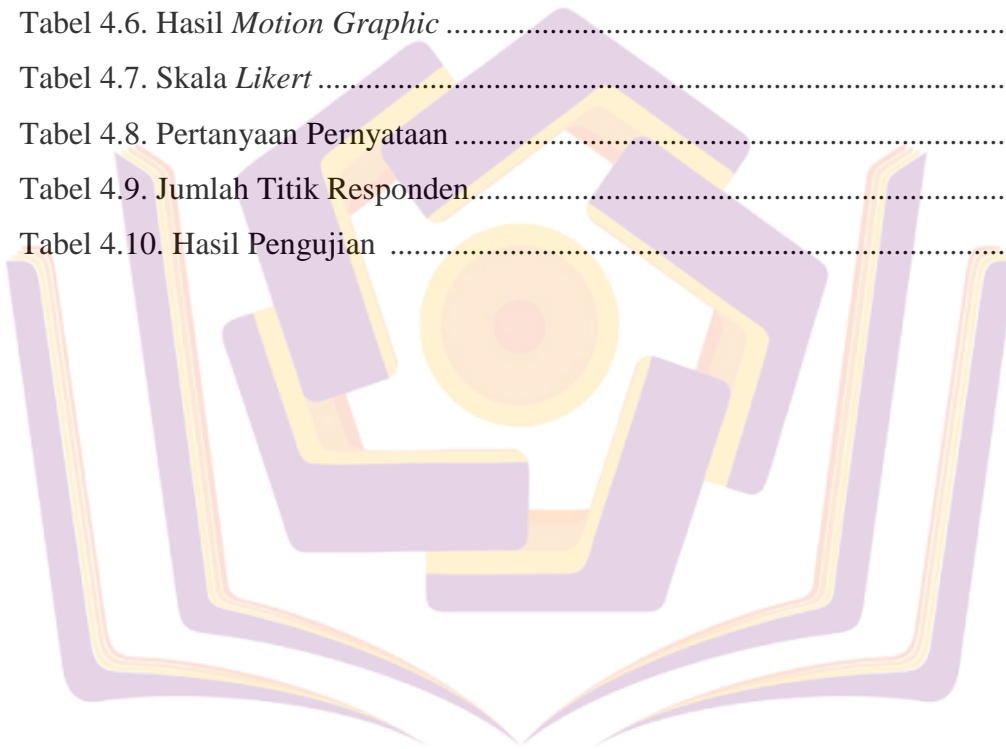 Tabel 4.6. Hasil Motion Graphic ......................................................................
Tabel 4.7. Skala Likert ......................................................................................
Tabel 4.8. Pertanyaan Pernyataan .....................................................................
Tabel 4.9. Jumlah Titik Responden...................................................................
Tabel 4.10. Hasil Pengujian .............................................................................